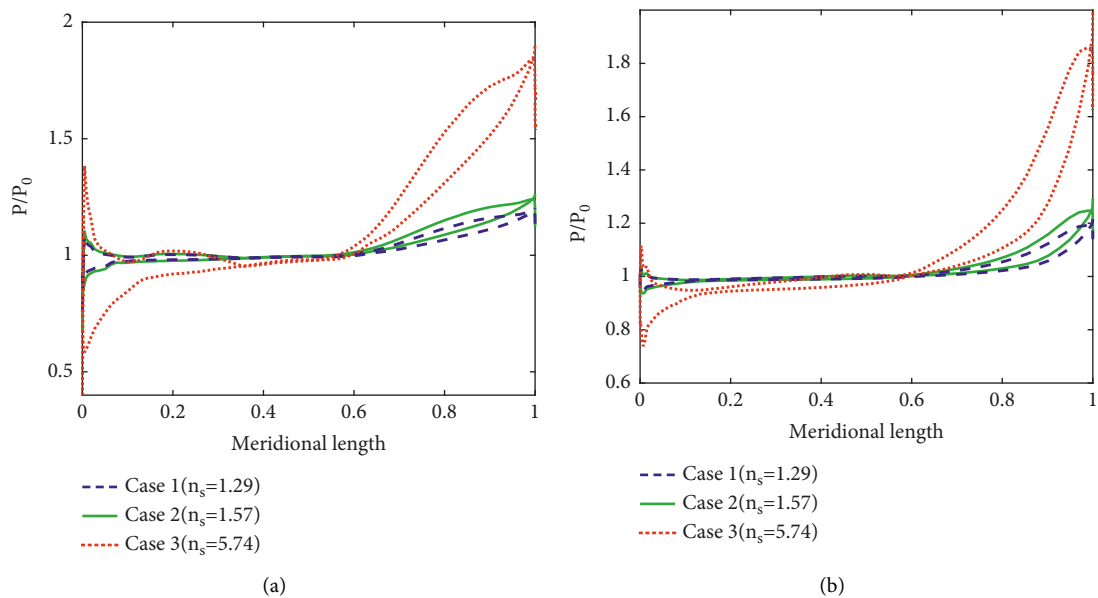 2
1.5
1
0.5
P/P0
0 0.2 0.4 0.6 0.8 1
Meridional length
Case 1(ns=1.29)
Case 2(ns=1.57)
Case 3(ns=5.74)
(a)
1.8
1.6
1.4
1.2
1.0
0.8
0.6
P/P0
0 0.2 0.4 0.6 0.8 1
Meridional length
Case 1(ns=1.29)
Case 2(ns=1.57)
Case 3(ns=5.74)
(b)